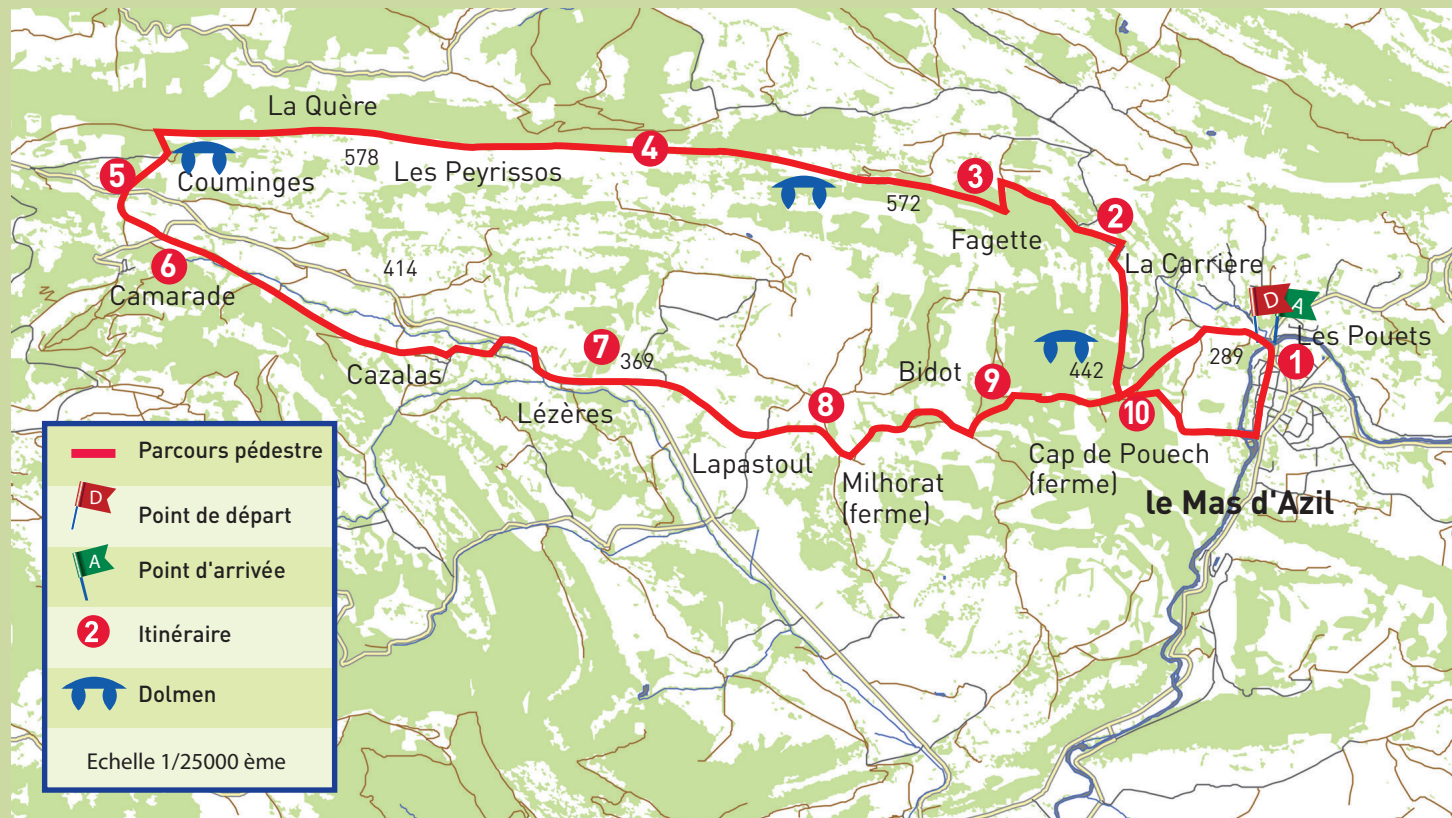 La Quère
578
Les Peyrissos
4
5
Couminges
3
572
2
Fagette
La Carrière
6
Camarade
414
D
A
Les Pouets
289
1
7
369
Cazalas
Bidot
9
442
10
Lézères
8
Lapastoul
Milhorat
(ferme)
Cap de Pouech
(ferme)
le Mas d'Azil
Parcours pédestre
D
Point de départ
A
Point d'arrivée
2
Itinéraire
Dolmen
Echelle 1/25000 ème